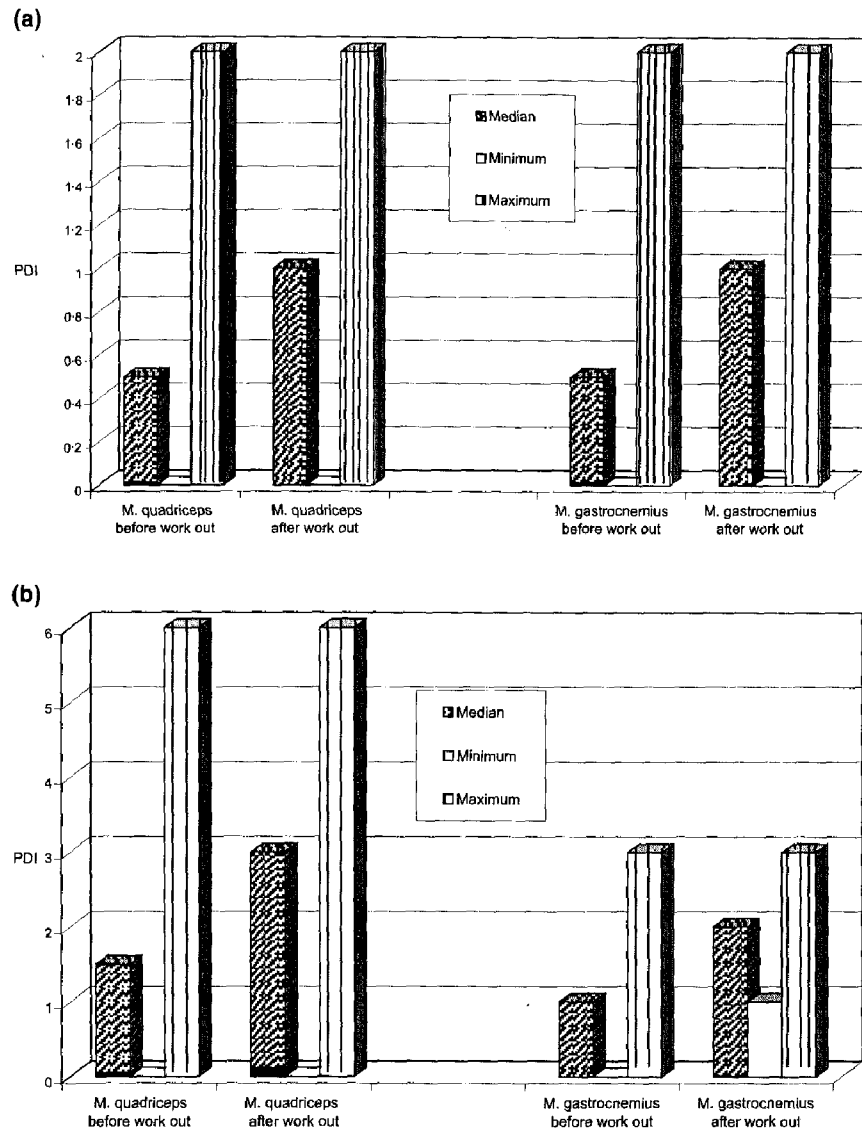 (a)
2
1·8
1·6
1·4
1·2
PDI
1
0·8
0·6
0·4
0·2
0
Median
Minimum
Maximum
M. quadriceps
before work out
M. quadriceps
after work out
M. gastrocnemius
before work out
M. gastrocnemius
after work out
(b)
6
5
4
PDI
3
2
1
0
Median
Minimum
Maximum
M. quadriceps
before work out
M. quadriceps
after work out
M. gastrocnemius
before work out
M. gastrocnemius
after work out